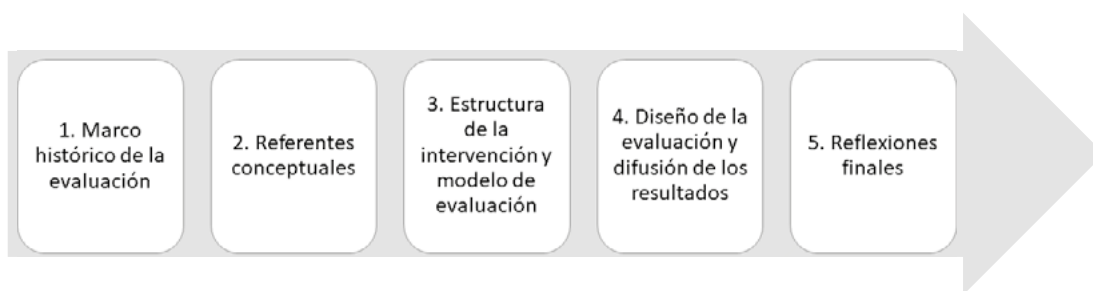 1. Marco
histórico de la
evaluación
2. Referentes
conceptuales
3. Estructura
de la
intervención y
modelo de
evaluación
4. Diseño de la
evaluación y
difusión de los
resultados
5. Reflexiones
finales